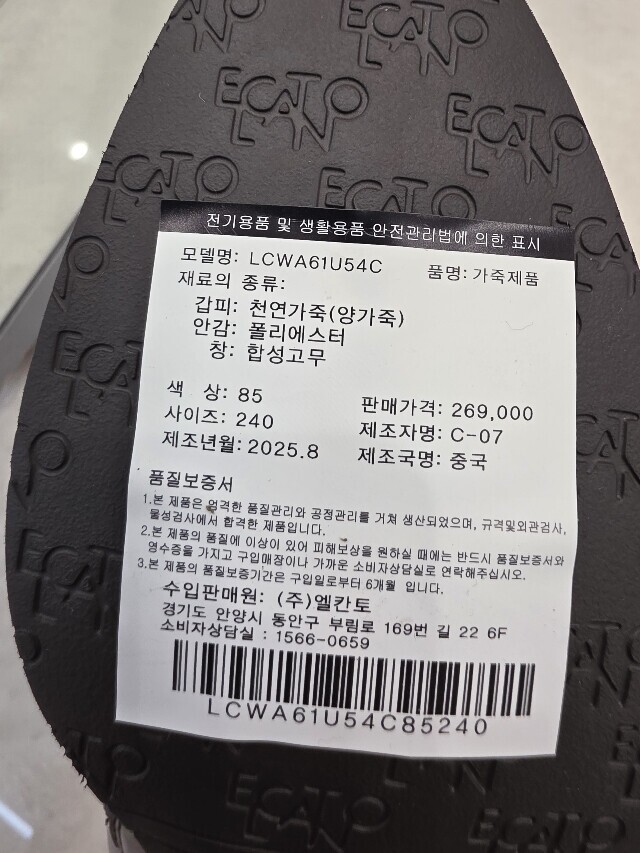 ELCANTO
ELCANTO
ELCANTO
전기용품 및 생활용품 안전관리법에 의한 표시
모델명: LCWA61U54C 품명: 가죽제품
재료의 종류:
갑피: 천연가죽(양가죽)
안감: 폴리에스터
창: 합성고무
색 상: 85 판매가격: 269,000
사이즈: 240 제조자명: C-07
제조년월: 2025.8 제조국명: 중국
품질보증서
1.본 제품은 엄격한 품질관리와 공정관리를 거쳐 생산되었으며, 규격및외관검사,
물성검사에서 합격한 제품입니다.
2.본 제품의 품질에 이상이 있어 피해보상을 원하실 때에는 반드시 품질보증서와
영수증을 가지고 구입매장이나 가까운 소비자상담실로 연락해주십시오.
3.본 제품의 품질보증기간은 구입일로부터 6개월 입니다.
수입판매원: (주)엘칸토
경기도 안양시 동안구 부림로 169번 길 22 6F
소비자상담실 : 1566-0659
LCWA61U54C85240
ELCANTO